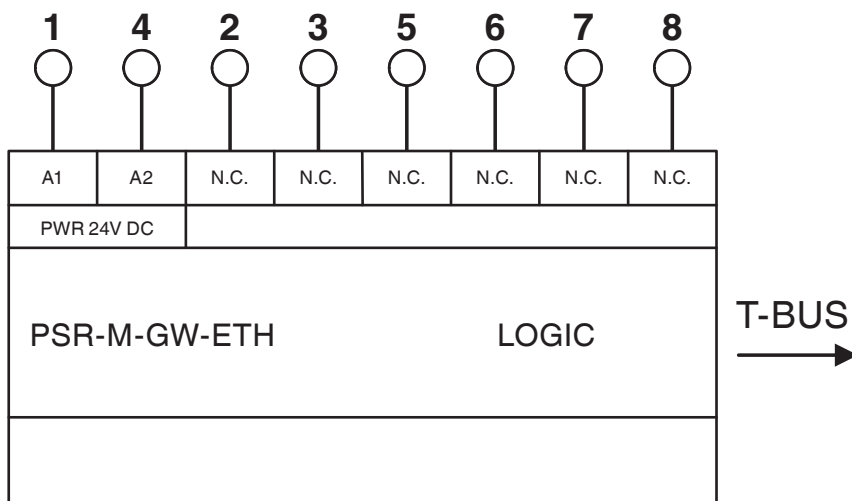 1 4 2 3 5 6 7 8
A1 A2 N.C. N.C. N.C. N.C. N.C. N.C.
PWR 24V DC
PSR-M-GW-ETH LOGIC
T-BUS